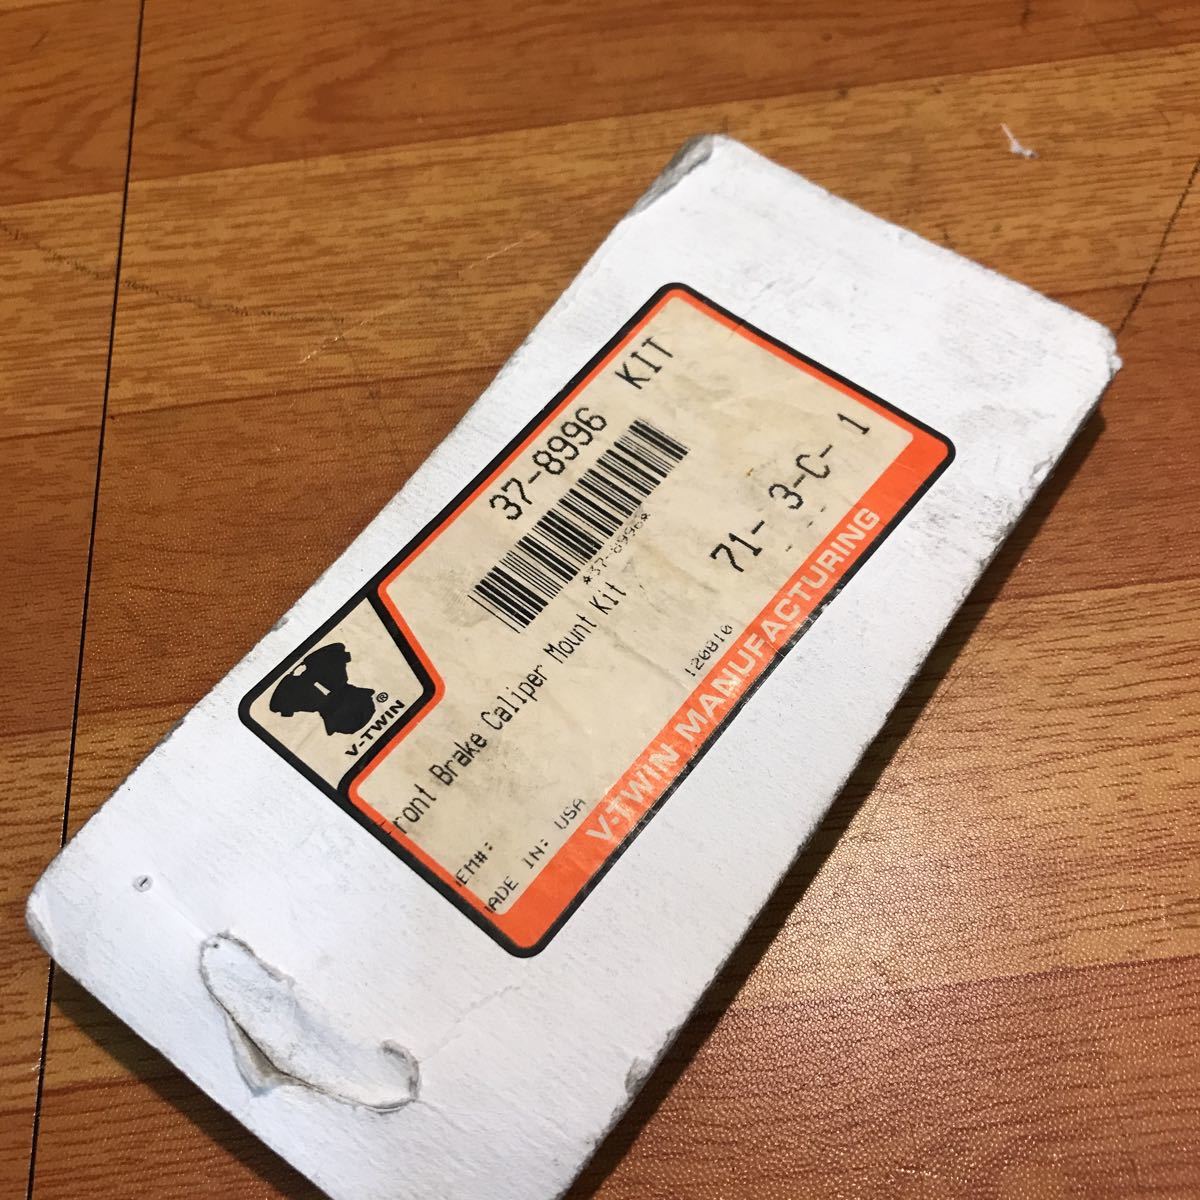 37-8996 KIT
*37-8996*
71- 3-C- 1
ront Brake Caliper Mount Kit
120810
EM#:
ADE IN: USA
V-TWIN®
V-TWIN MANUFACTURING